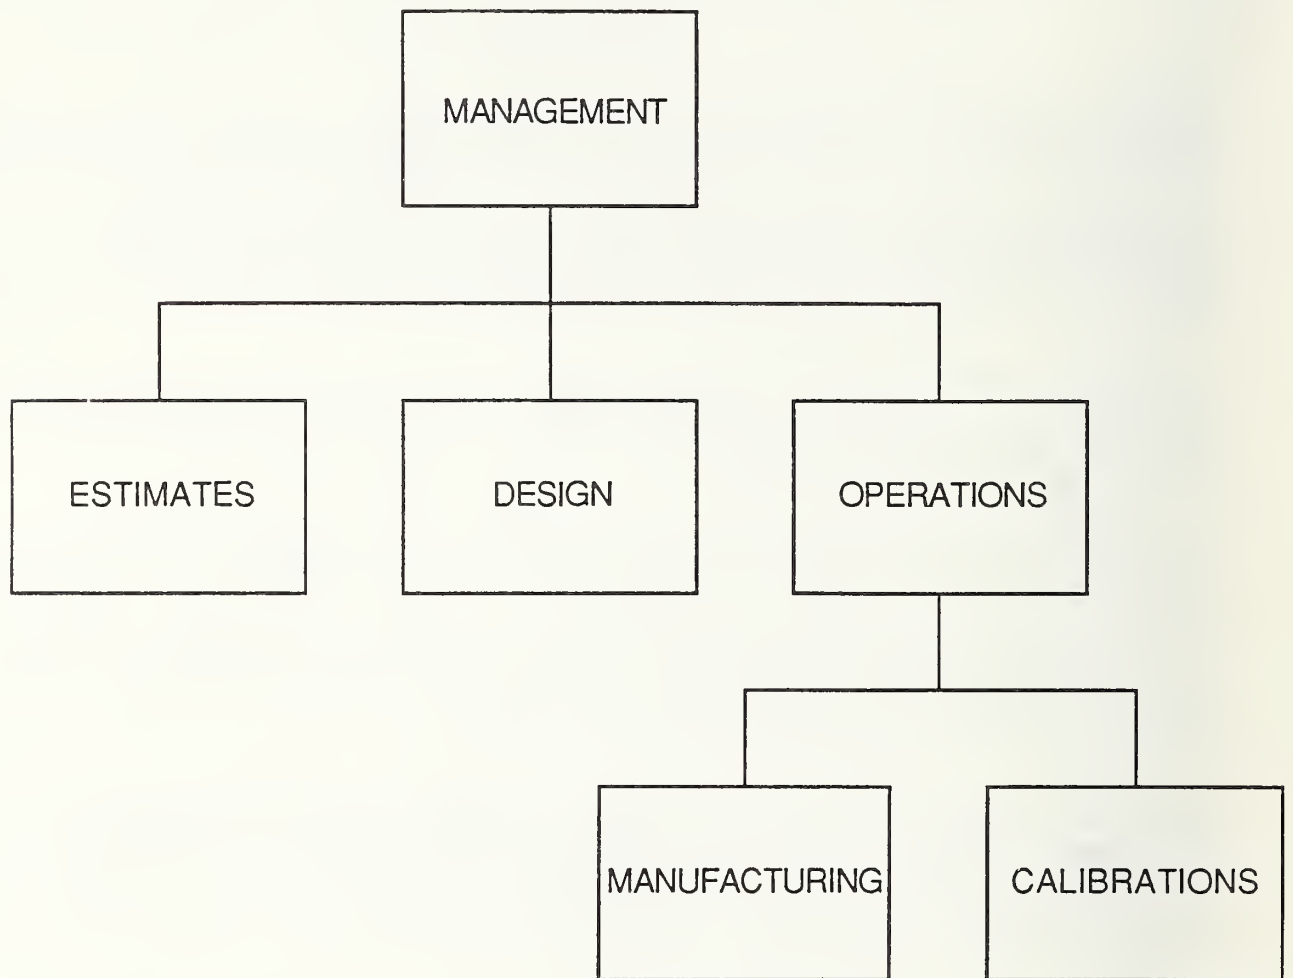 MANAGEMENT
ESTIMATES
DESIGN
OPERATIONS
MANUFACTURING
CALIBRATIONS